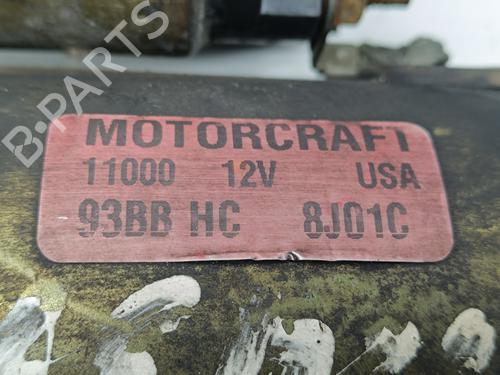 B-PARTS
MOTORCRAFT
11000 12V USA
93BB HC 8J01C